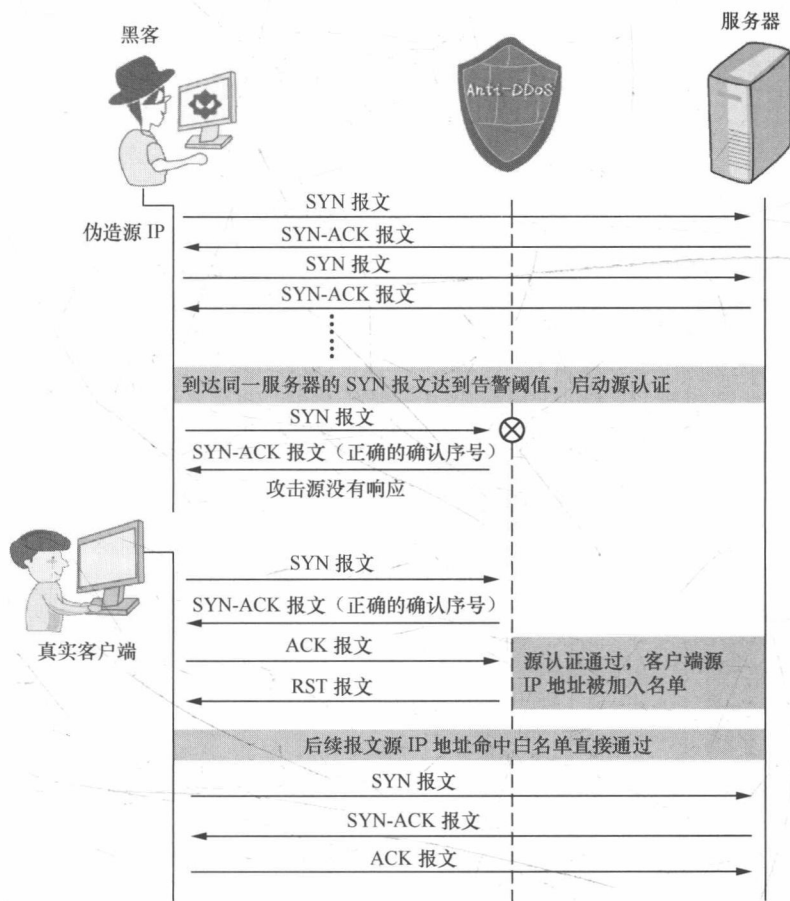 黑客
服务器
Anti-DDoS
SYN 报文
伪造源 IP
SYN-ACK 报文
SYN 报文
SYN-ACK 报文
到达同一服务器的 SYN 报文达到告警阈值，启动源认证
SYN 报文
SYN-ACK 报文（正确的确认序号）
攻击源没有响应
SYN 报文
SYN-ACK 报文（正确的确认序号）
真实客户端
ACK 报文
源认证通过，客户端源
IP 地址被加入名单
RST 报文
后续报文源 IP 地址命中白名单直接通过
SYN 报文
SYN-ACK 报文
ACK 报文